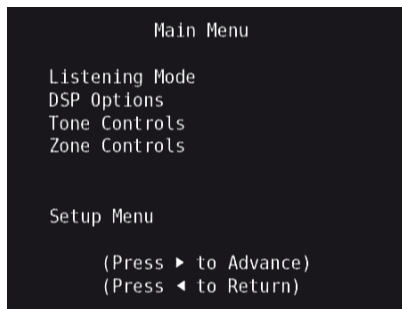 Main Menu
Listening Mode
DSP Options
Tone Controls
Zone Controls
Setup Menu
(Press ▶ to Advance)
(Press ◀ to Return)